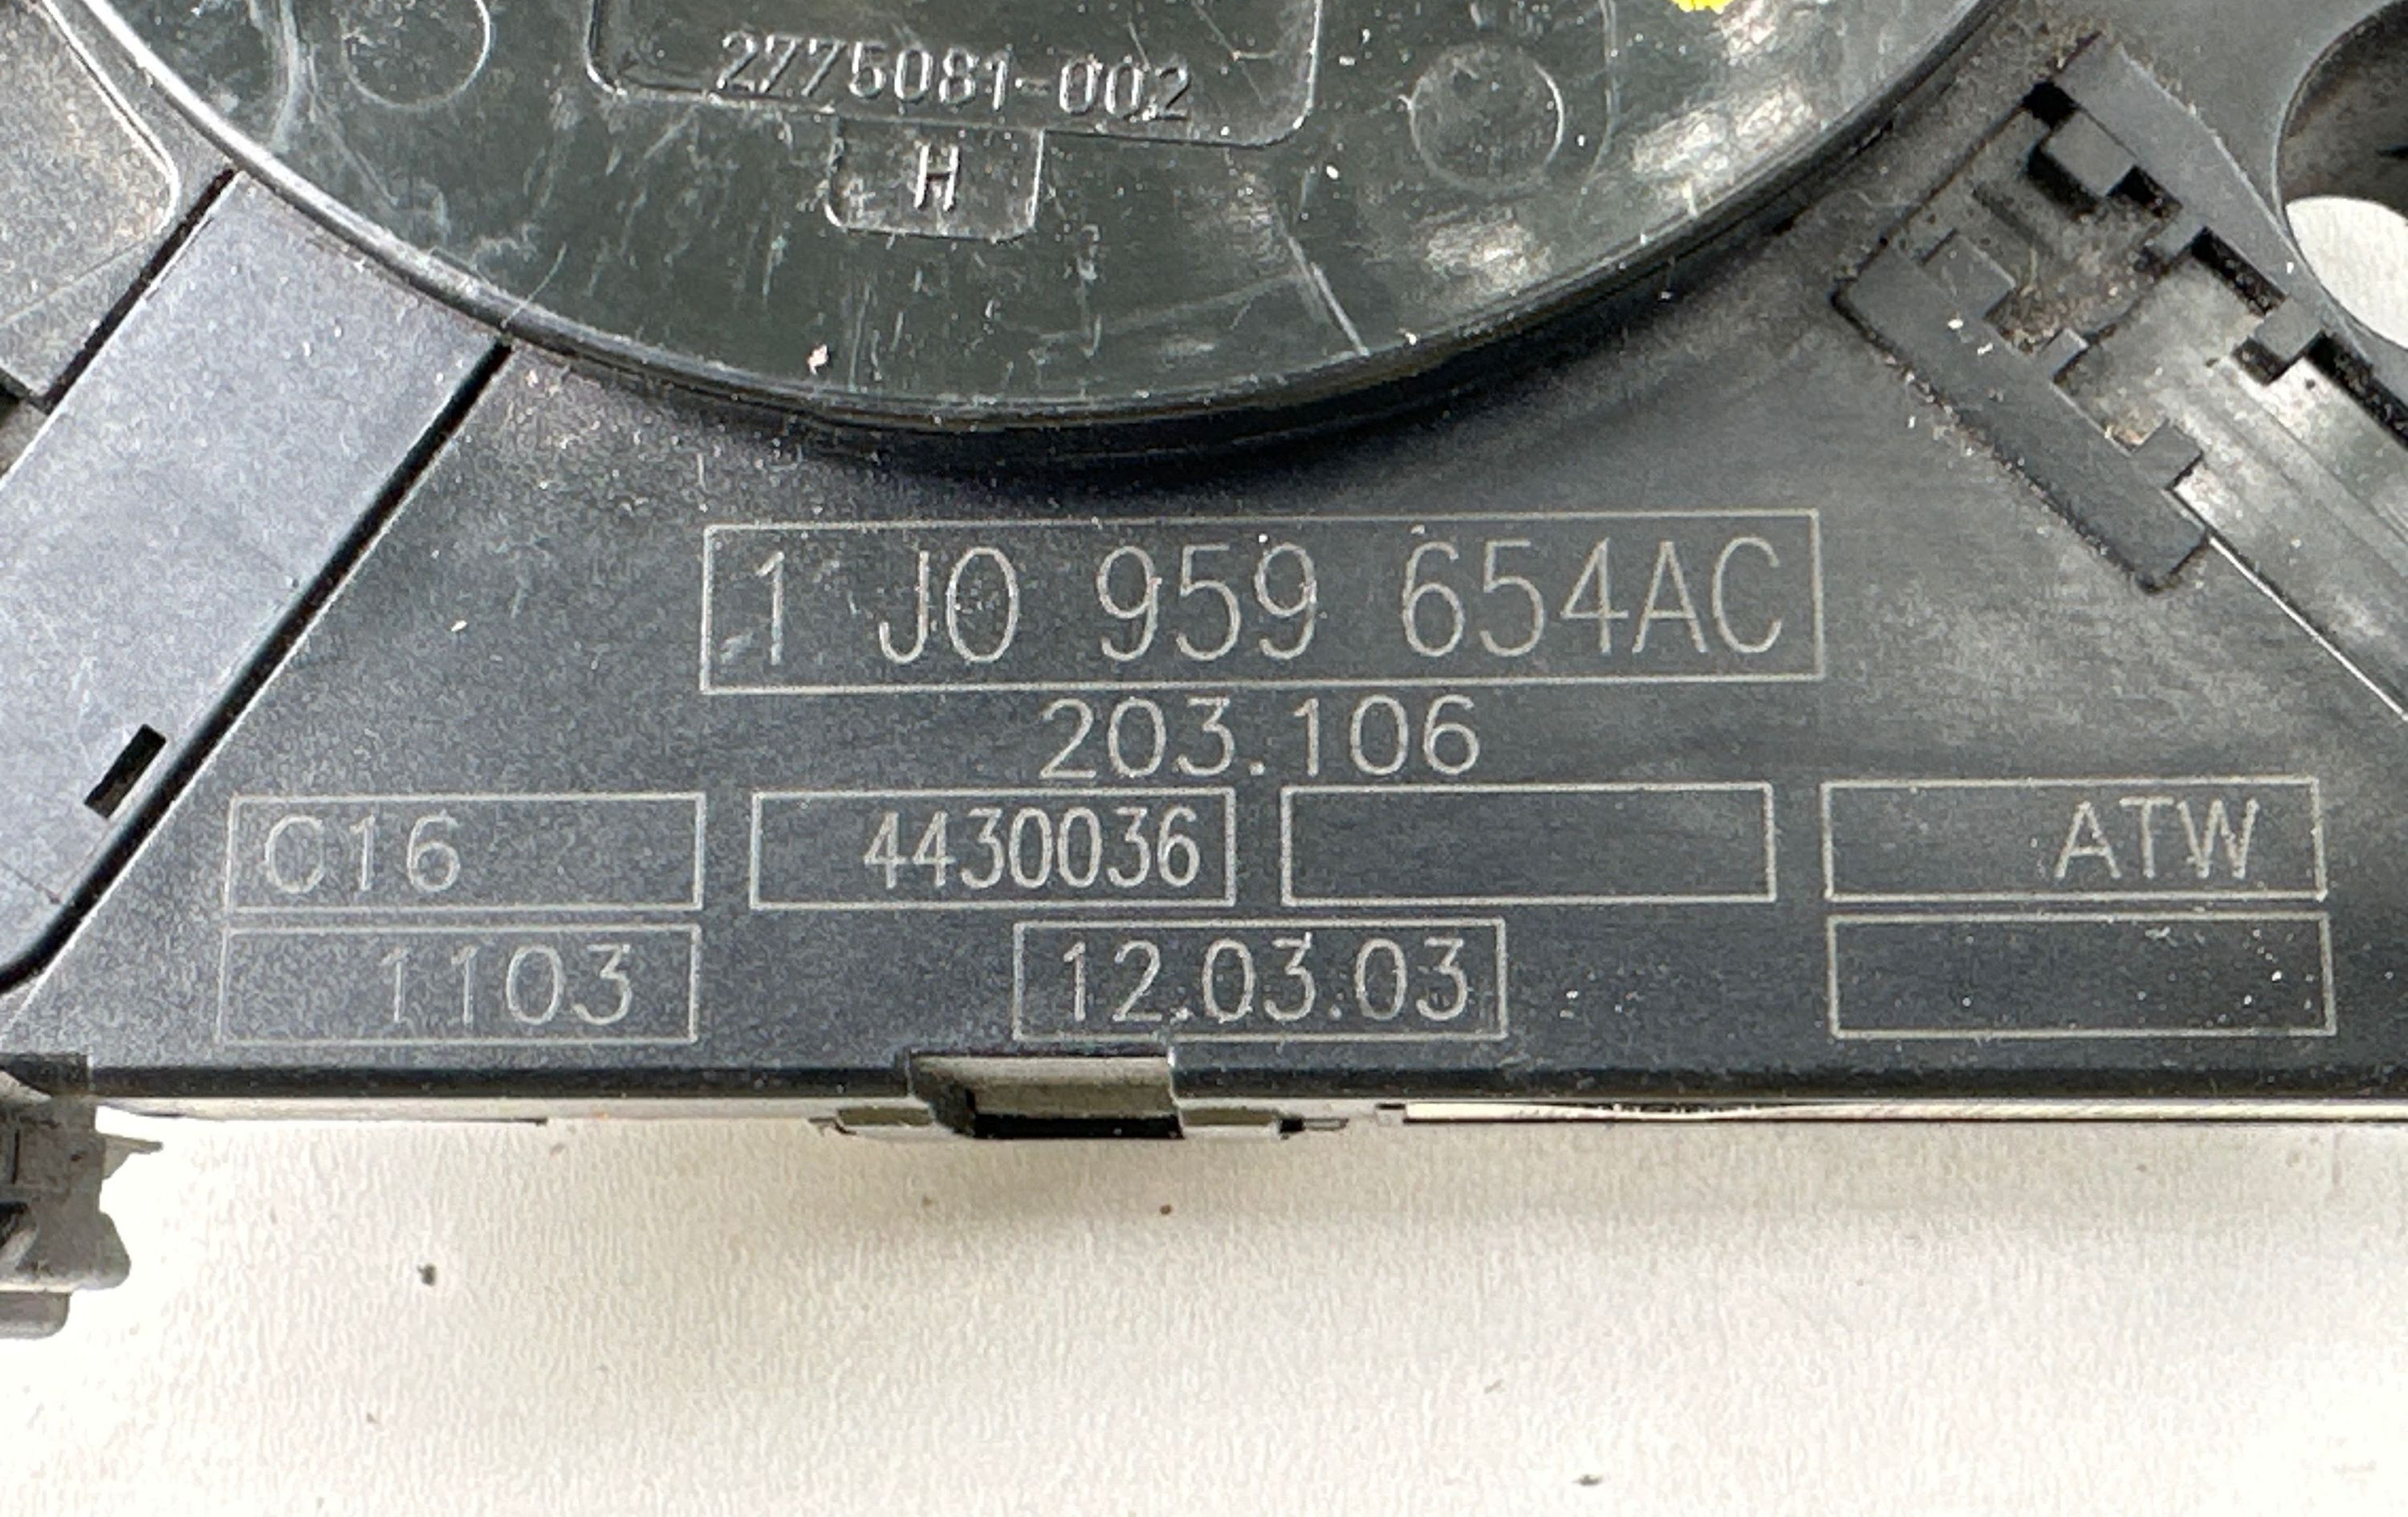 2775081-002
H
1 J0 959 654AC
203.106
C16 4430036 ATW
1103 12.03.03